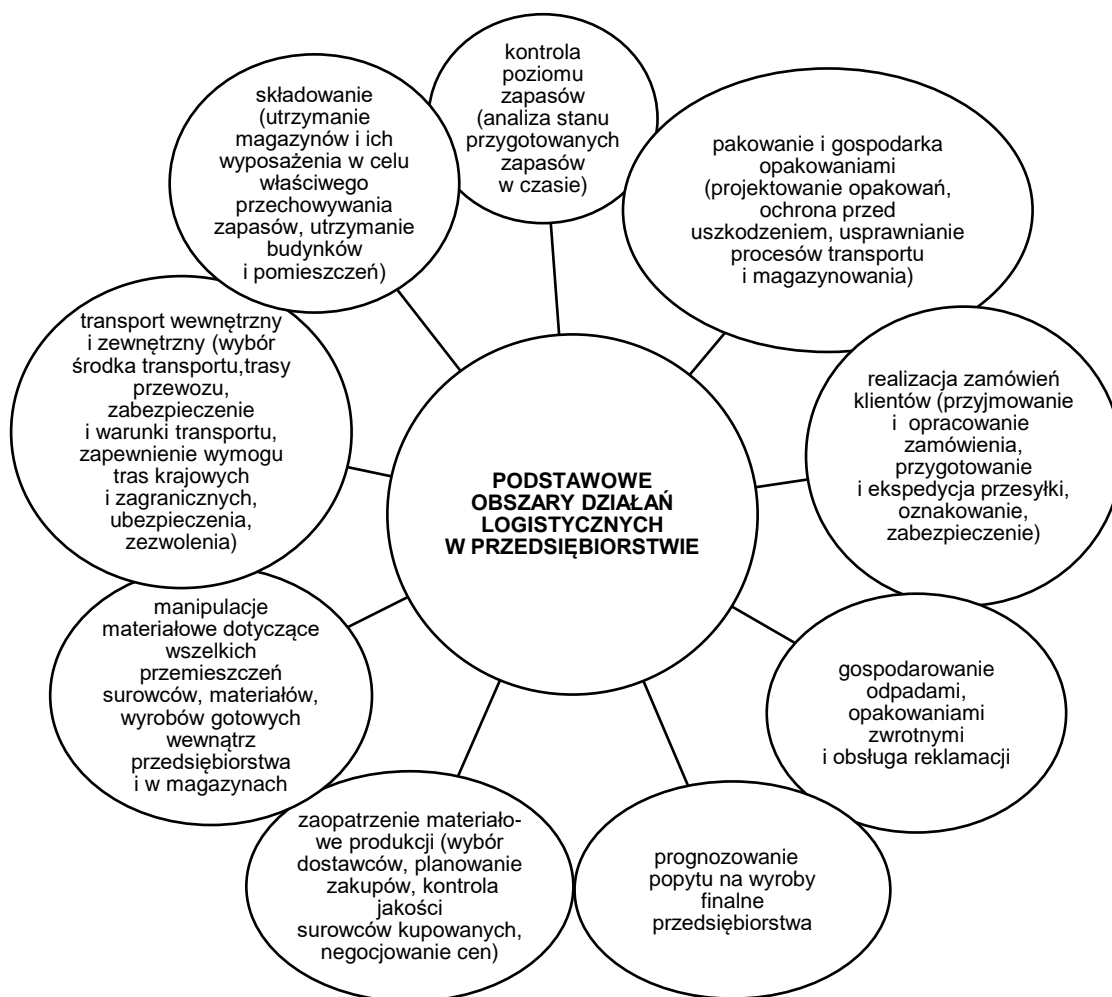 kontrola
poziomu
zapasów
(analiza stanu
przygotowanych
zapasów
w czasie)
składowanie
(utrzymanie
magazynów i ich
wyposażenia w celu
właściwego
przechowywania
zapasów, utrzymanie
budynków
i pomieszczeń)
pakowanie i gospodarka
opakowaniami
(projektowanie opakowań,
ochrona przed
uszkodzeniem, usprawnianie
procesów transportu
i magazynowania)
transport wewnętrzny
i zewnętrzny (wybór
środka transportu,trasy
przewozu,
zabezpieczenie
i warunki transportu,
zapewnienie wymogu
tras krajowych
i zagranicznych,
ubezpieczenia,
zezwolenia)
realizacja zamówień
klientów (przyjmowanie
i opracowanie
zamówienia,
przygotowanie
i ekspedycja przesyłki,
oznakowanie,
zabezpieczenie)
PODSTAWOWE
OBSZARY DZIAŁAŃ
LOGISTYCZNYCH
W PRZEDSIĘBIORSTWIE
manipulacje
materiałowe dotyczące
wszelkich
przemieszczeń
surowców, materiałów,
wyrobów gotowych
wewnątrz
przedsiębiorstwa
i w magazynach
gospodarowanie
odpadami,
opakowaniami
zwrotnymi
i obsługa reklamacji
zaopatrzenie materiało-
we produkcji (wybór
dostawców, planowanie
zakupów, kontrola
jakości
surowców kupowanych,
negocjowanie cen)
prognozowanie
popytu na wyroby
finalne
przedsiębiorstwa